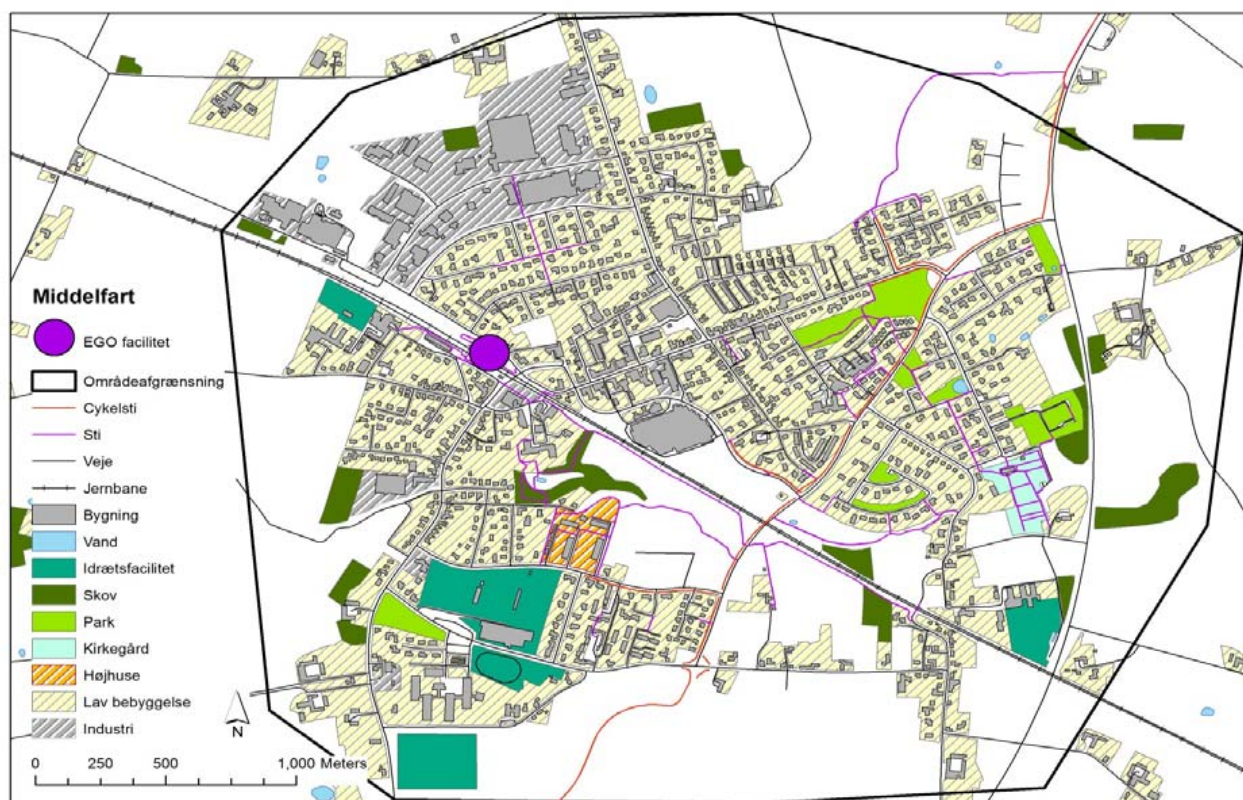 Middelfart
EGO facilitet
Områdeafgrænsning
Cykelsti
Sti
Veje
Jernbane
Bygning
Vand
Idrætsfacilitet
Skov
Park
Kirkegård
Højhuse
Lav bebyggelse
Industri
N
0 250 500 1,000 Meters